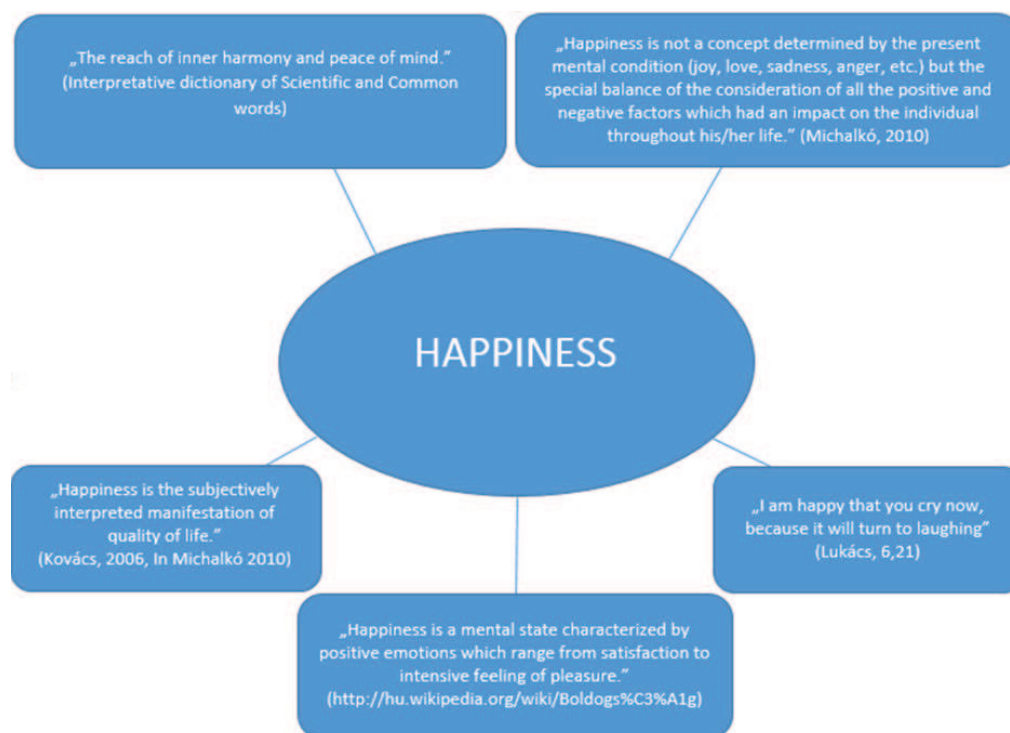 „The reach of inner harmony and peace of mind.”
(Interpretative dictionary of Scientific and Common
words)
„Happiness is not a concept determined by the present
mental condition (joy, love, sadness, anger, etc.) but the
special balance of the consideration of all the positive and
negative factors which had an impact on the individual
throughout his/her life.” (Michalkó, 2010)
HAPPINESS
„Happiness is the subjectively
interpreted manifestation of
quality of life.”
(Kovács, 2006, In Michalkó 2010)
„I am happy that you cry now,
because it will turn to laughing”
(Lukács, 6,21)
„Happiness is a mental state characterized by
positive emotions which range from satisfaction to
intensive feeling of pleasure.”
(http://hu.wikipedia.org/wiki/Boldogs%C3%A1g)